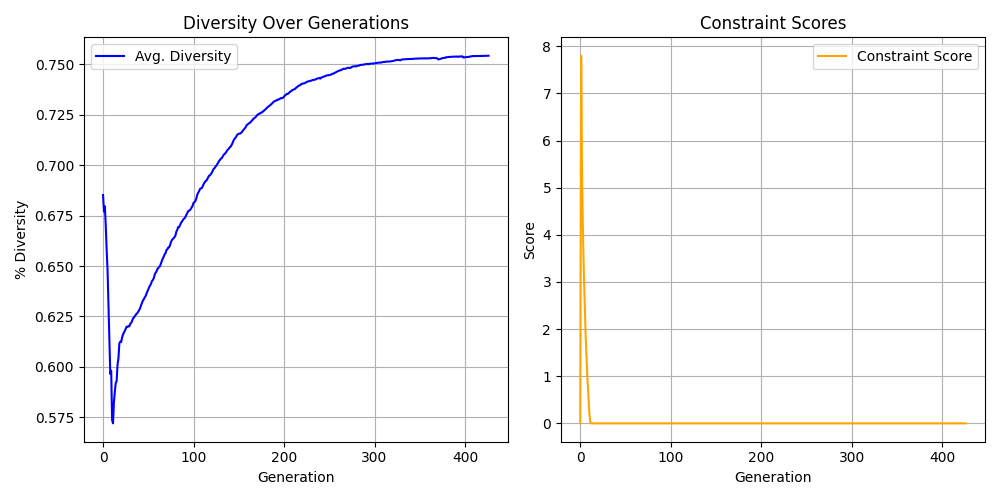 Diversity Over Generations
Avg. Diversity
% Diversity
0.750
0.725
0.700
0.675
0.650
0.625
0.600
0.575
0 100 200 300 400
Generation
Constraint Scores
Constraint Score
Score
8
7
6
5
4
3
2
1
0
0 100 200 300 400
Generation